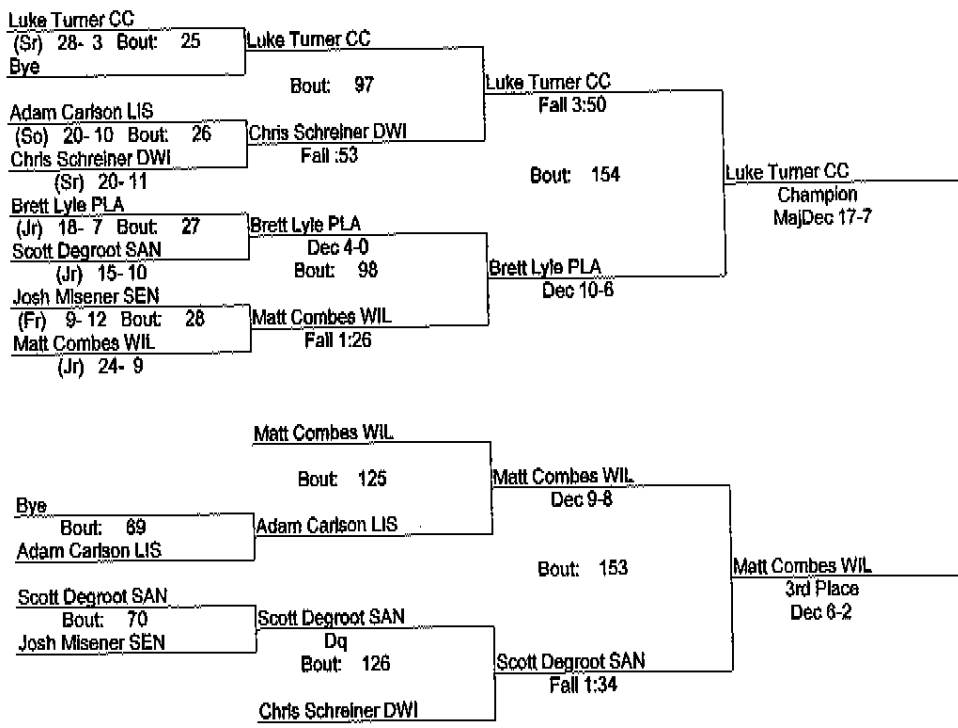 Luke Turner CC
(Sr) 28- 3 Bout: 25
Bye
Luke Turner CC
Bout: 97
Luke Turner CC
Fall 3:50
Adam Carlson LIS
(So) 20- 10 Bout: 26
Chris Schreiner DWI
(Sr) 20- 11
Chris Schreiner DWI
Fall :53
Bout: 154
Luke Turner CC
Champion
MajDec 17-7
Brett Lyle PLA
(Jr) 18- 7 Bout: 27
Scott Degroot SAN
(Jr) 15- 10
Brett Lyle PLA
Dec 4-0
Bout: 98
Brett Lyle PLA
Dec 10-6
Josh Misener SEN
(Fr) 9- 12 Bout: 28
Matt Combes WIL
(Jr) 24- 9
Matt Combes WIL
Fall 1:26
Matt Combes WIL
Bout: 125
Matt Combes WIL
Dec 9-8
Bye
Bout: 69
Adam Carlson LIS
Adam Carlson LIS
Bout: 153
Matt Combes WIL
3rd Place
Dec 6-2
Scott Degroot SAN
Bout: 70
Josh Misener SEN
Scott Degroot SAN
Dq
Bout: 126
Scott Degroot SAN
Fall 1:34
Chris Schreiner DWI